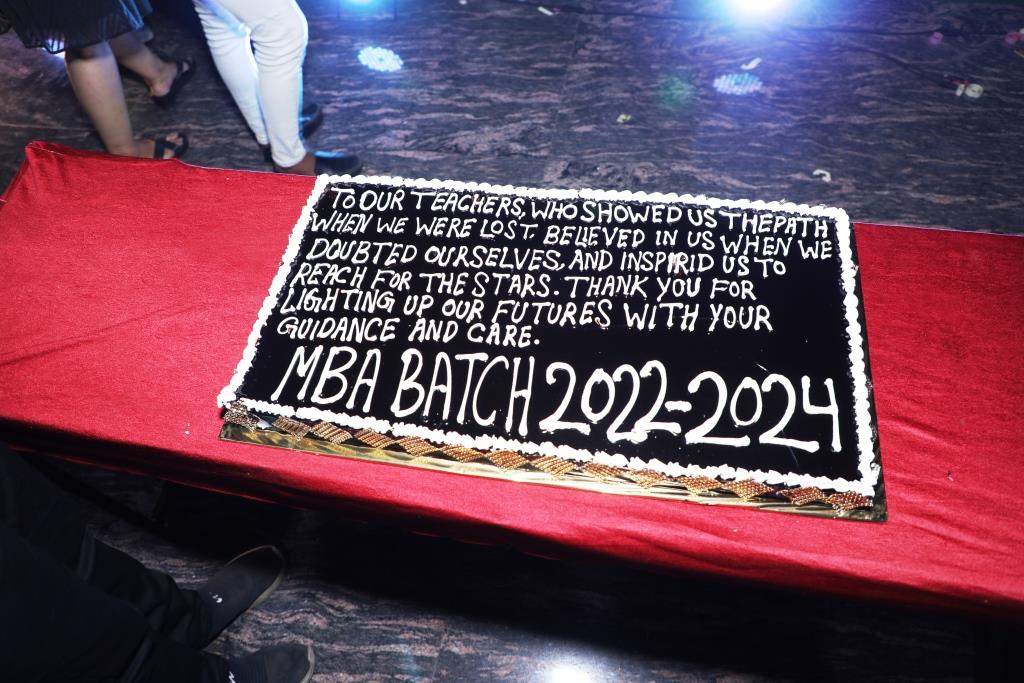 TO OUR TEACHERS, WHO SHOWED US THEPATH
WHEN WE WERE LOST, BELIEVED IN US WHEN WE
DOUBTED OURSELVES, AND INSPIRID US TO
REACH FOR THE STARS. THANK YOU FOR
LIGHTING UP OUR FUTURES WITH YOUR
GUIDANCE AND CARE.
MBA BATCH 2022-2024